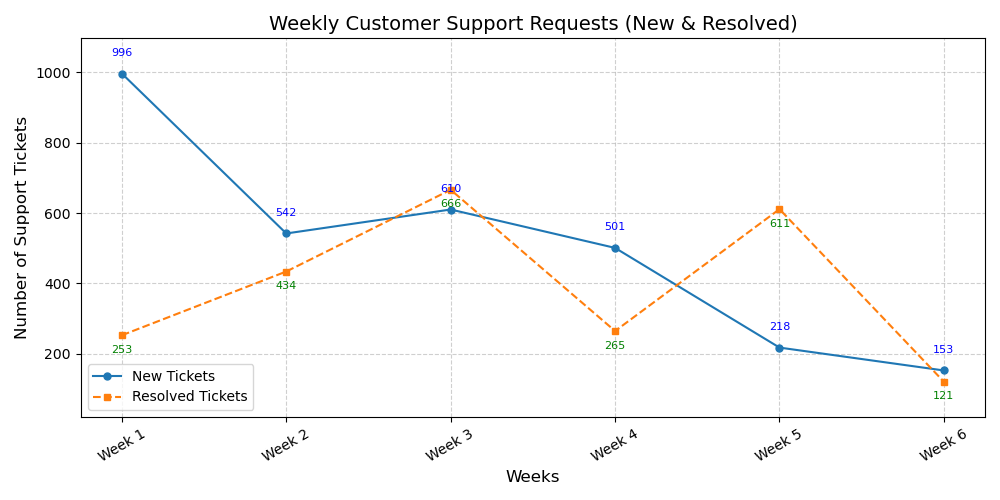 Weekly Customer Support Requests (New & Resolved)
Number of Support Tickets
1000
800
600
400
200
996
542
610
501
218
153
253
434
666
265
611
121
New Tickets
Resolved Tickets
Week 1
Week 2
Week 3
Week 4
Week 5
Week 6
Weeks